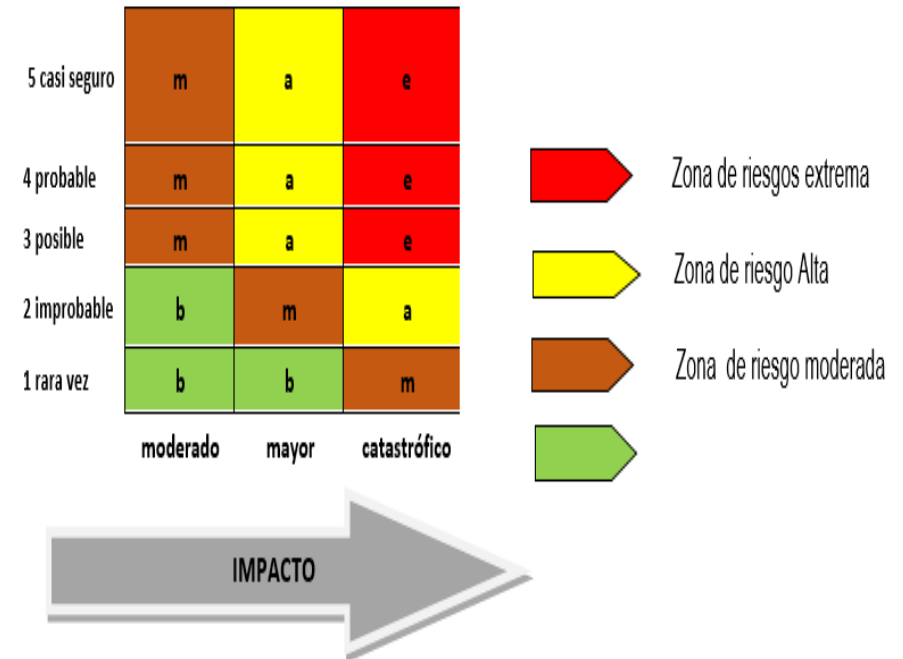 5 casi seguro m a e
4 probable m a e
3 posible m a e
2 improbable b m a
1 rara vez b b m
moderado mayor catastrófico
IMPACTO
Zona de riesgos extrema
Zona de riesgo Alta
Zona de riesgo moderada